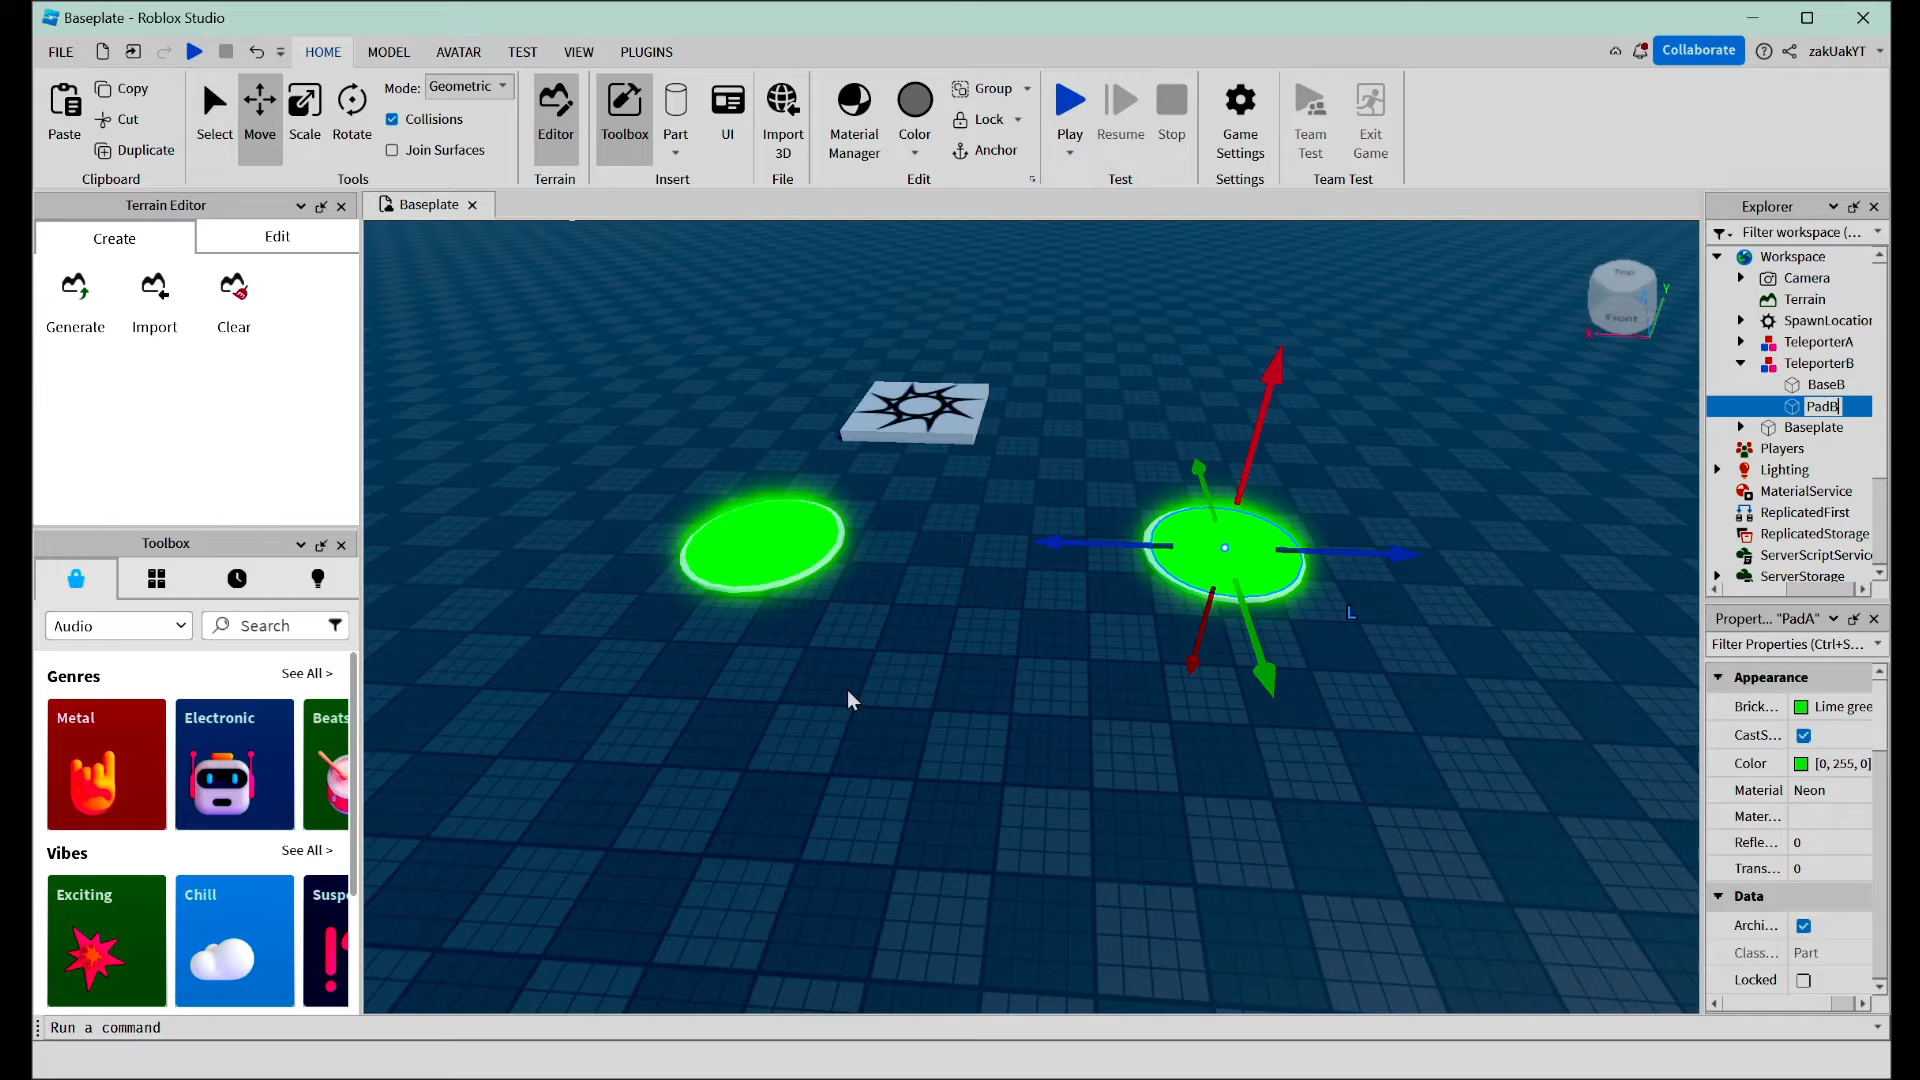 Baseplate - Roblox Studio
FILE HOME MODEL AVATAR TEST VIEW PLUGINS Collaborate zakUakYT
Paste Copy Cut Duplicate
Clipboard
Select Move Scale Rotate Mode: Geometric Collisions Join Surfaces
Tools
Editor
Terrain
Toolbox Part UI
Insert
Import 3D
File
Material Manager Color Group Lock Anchor
Edit
Play Resume Stop
Test
Game Settings
Settings
Team Test Exit Game
Team Test
Terrain Editor
Create Edit
Generate Import Clear
Toolbox
Audio Search
Genres See All >
Metal Electronic Beats
Vibes See All >
Exciting Chill Susp
Baseplate
Top
Front
X
Y
L
Explorer
Filter workspace (...
Workspace
Camera
Terrain
SpawnLocation
TeleporterA
TeleporterB
BaseB
PadB
Baseplate
Players
Lighting
MaterialService
ReplicatedFirst
ReplicatedStorage
ServerScriptService
ServerStorage
Propert... "PadA"
Filter Properties (Ctrl+S...
Appearance
Brick... Lime gree
CastS...
Color [0, 255, 0]
Material Neon
Mater...
Refle... 0
Trans... 0
Data
Archi...
Class... Part
Locked
Run a command